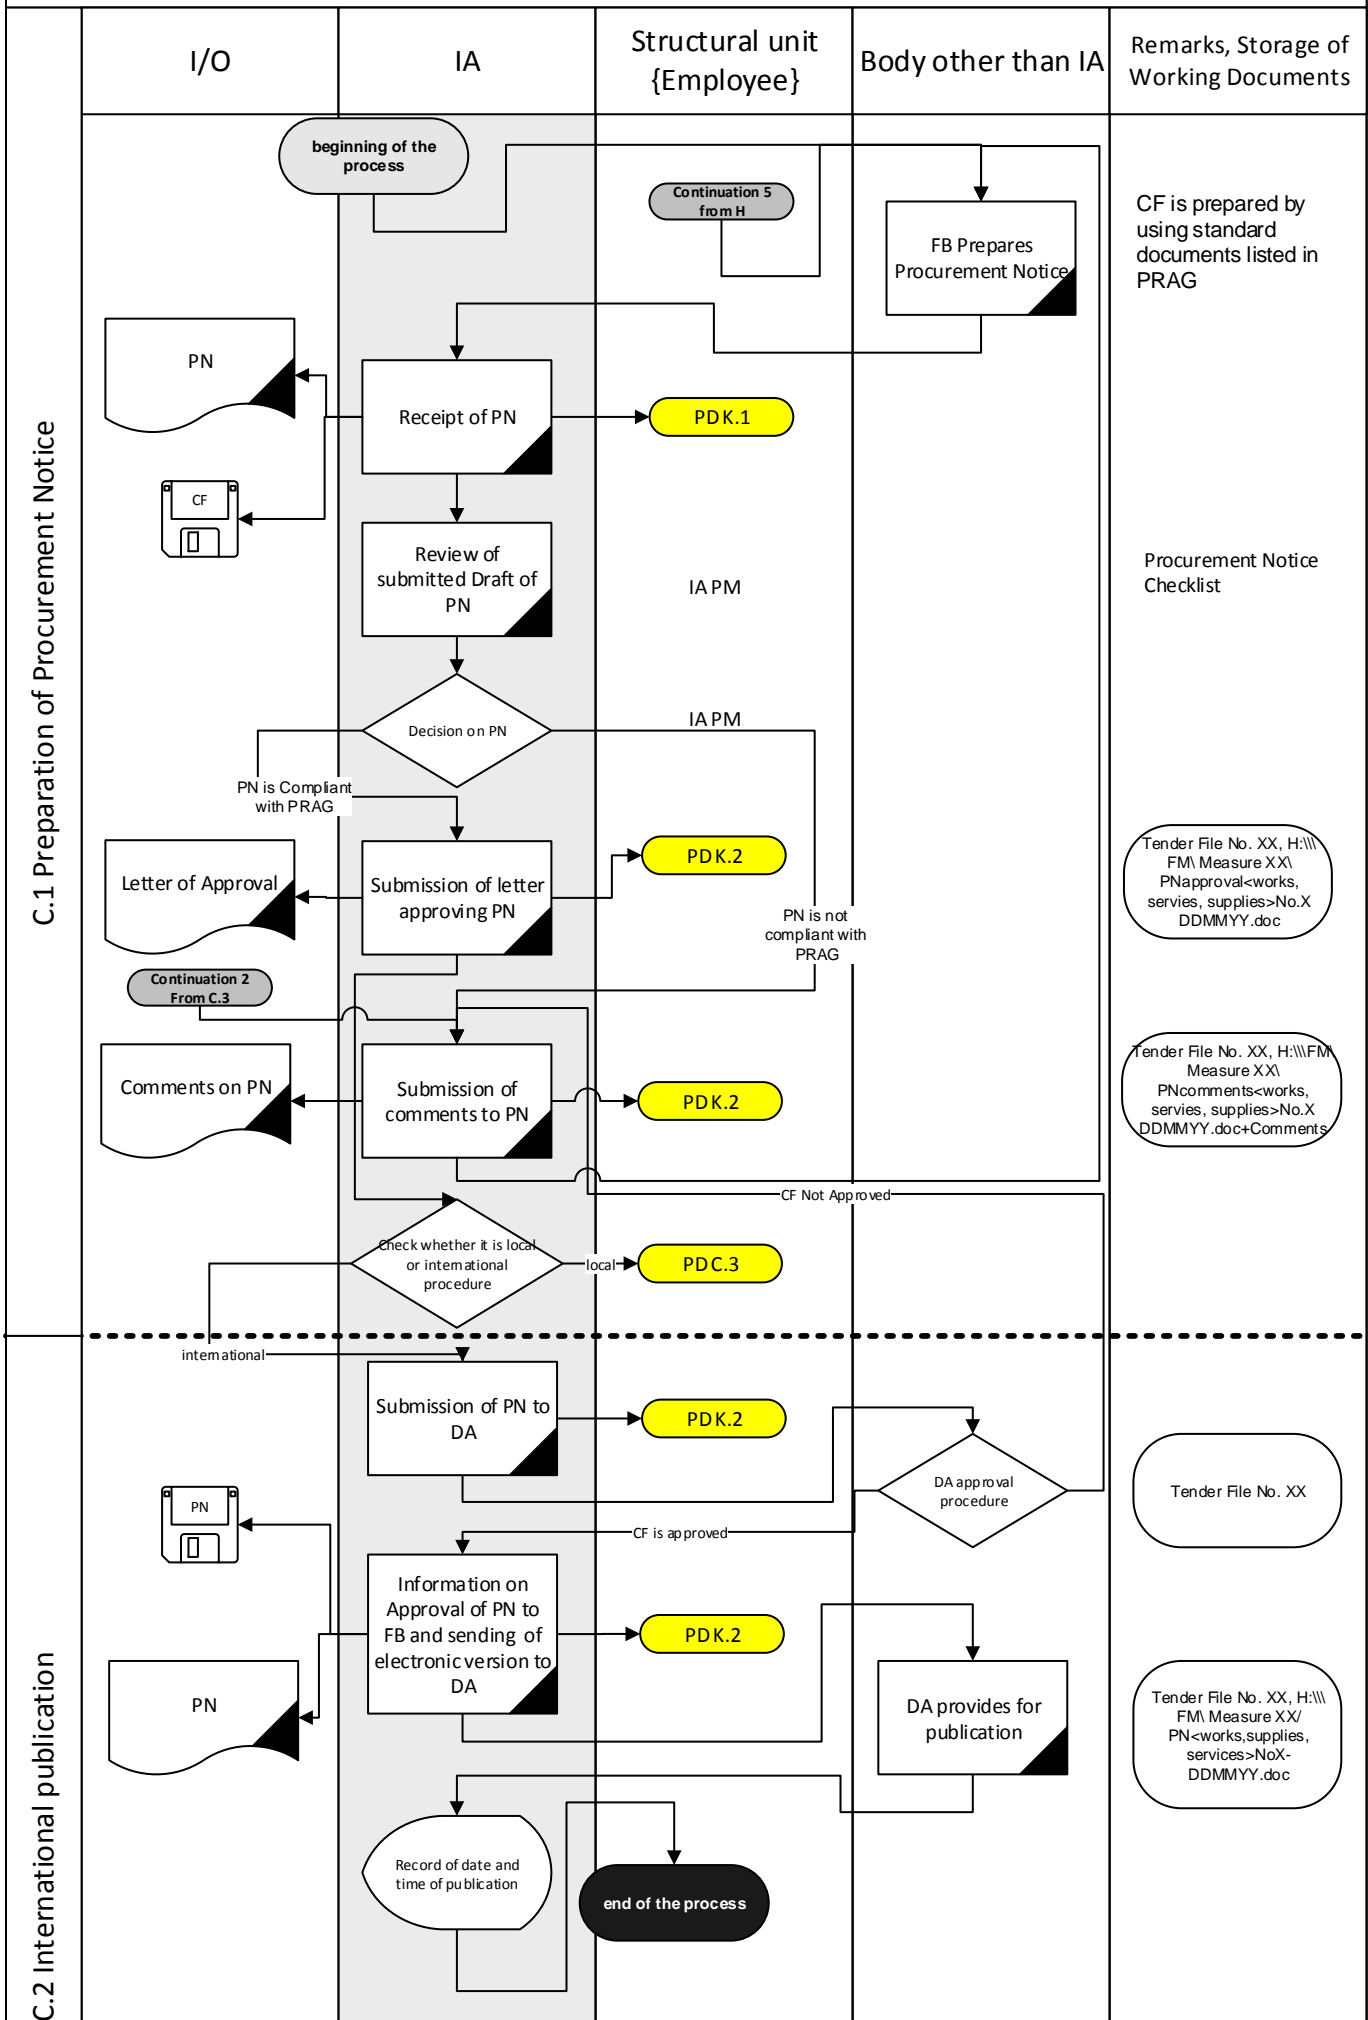 I/O
IA
Structural unit
{Employee}
Body other than IA
Remarks, Storage of
Working Documents
C.1 Preparation of Procurement Notice
beginning of the
process
Continuation 5
from H
FB Prepares
Procurement Notice
CF is prepared by
using standard
documents listed in
PRAG
PN
Receipt of PN
PDK.1
CF
Review of
submitted Draft of
PN
IA PM
Procurement Notice
Checklist
Decision on PN
IA PM
PN is Compliant
with PRAG
Letter of Approval
Submission of letter
approving PN
PDK.2
PN is not
compliant with
PRAG
Tender File No. XX, H:\\\
FM\ Measure XX\
PNapproval<works,
servies, supplies>No.X
DDMMYY.doc
Continuation 2
From C.3
Comments on PN
Submission of
comments to PN
PDK.2
Tender File No. XX, H:\\\FM\
Measure XX\
PNcomments<works,
servies, supplies>No.X
DDMMYY.doc+Comments
CF Not Approved
Check whether it is local
or international
procedure
local
PDC.3
C.2 International publication
international
Submission of PN to
DA
PDK.2
DA approval
procedure
Tender File No. XX
PN
CF is approved
Information on
Approval of PN to
FB and sending of
electronic version to
DA
PDK.2
PN
DA provides for
publication
Tender File No. XX, H:\\\
FM\ Measure XX/
PN<works,supplies,
services>NoX-
DDMMYY.doc
Record of date and
time of publication
end of the process